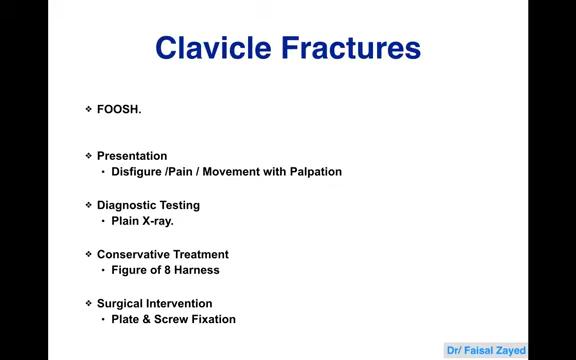 Clavicle Fractures
❖ FOOSH.
❖ Presentation
• Disfigure /Pain / Movement with Palpation
❖ Diagnostic Testing
• Plain X-ray.
❖ Conservative Treatment
• Figure of 8 Harness
❖ Surgical Intervention
• Plate & Screw Fixation
Dr/ Faisal Zayed